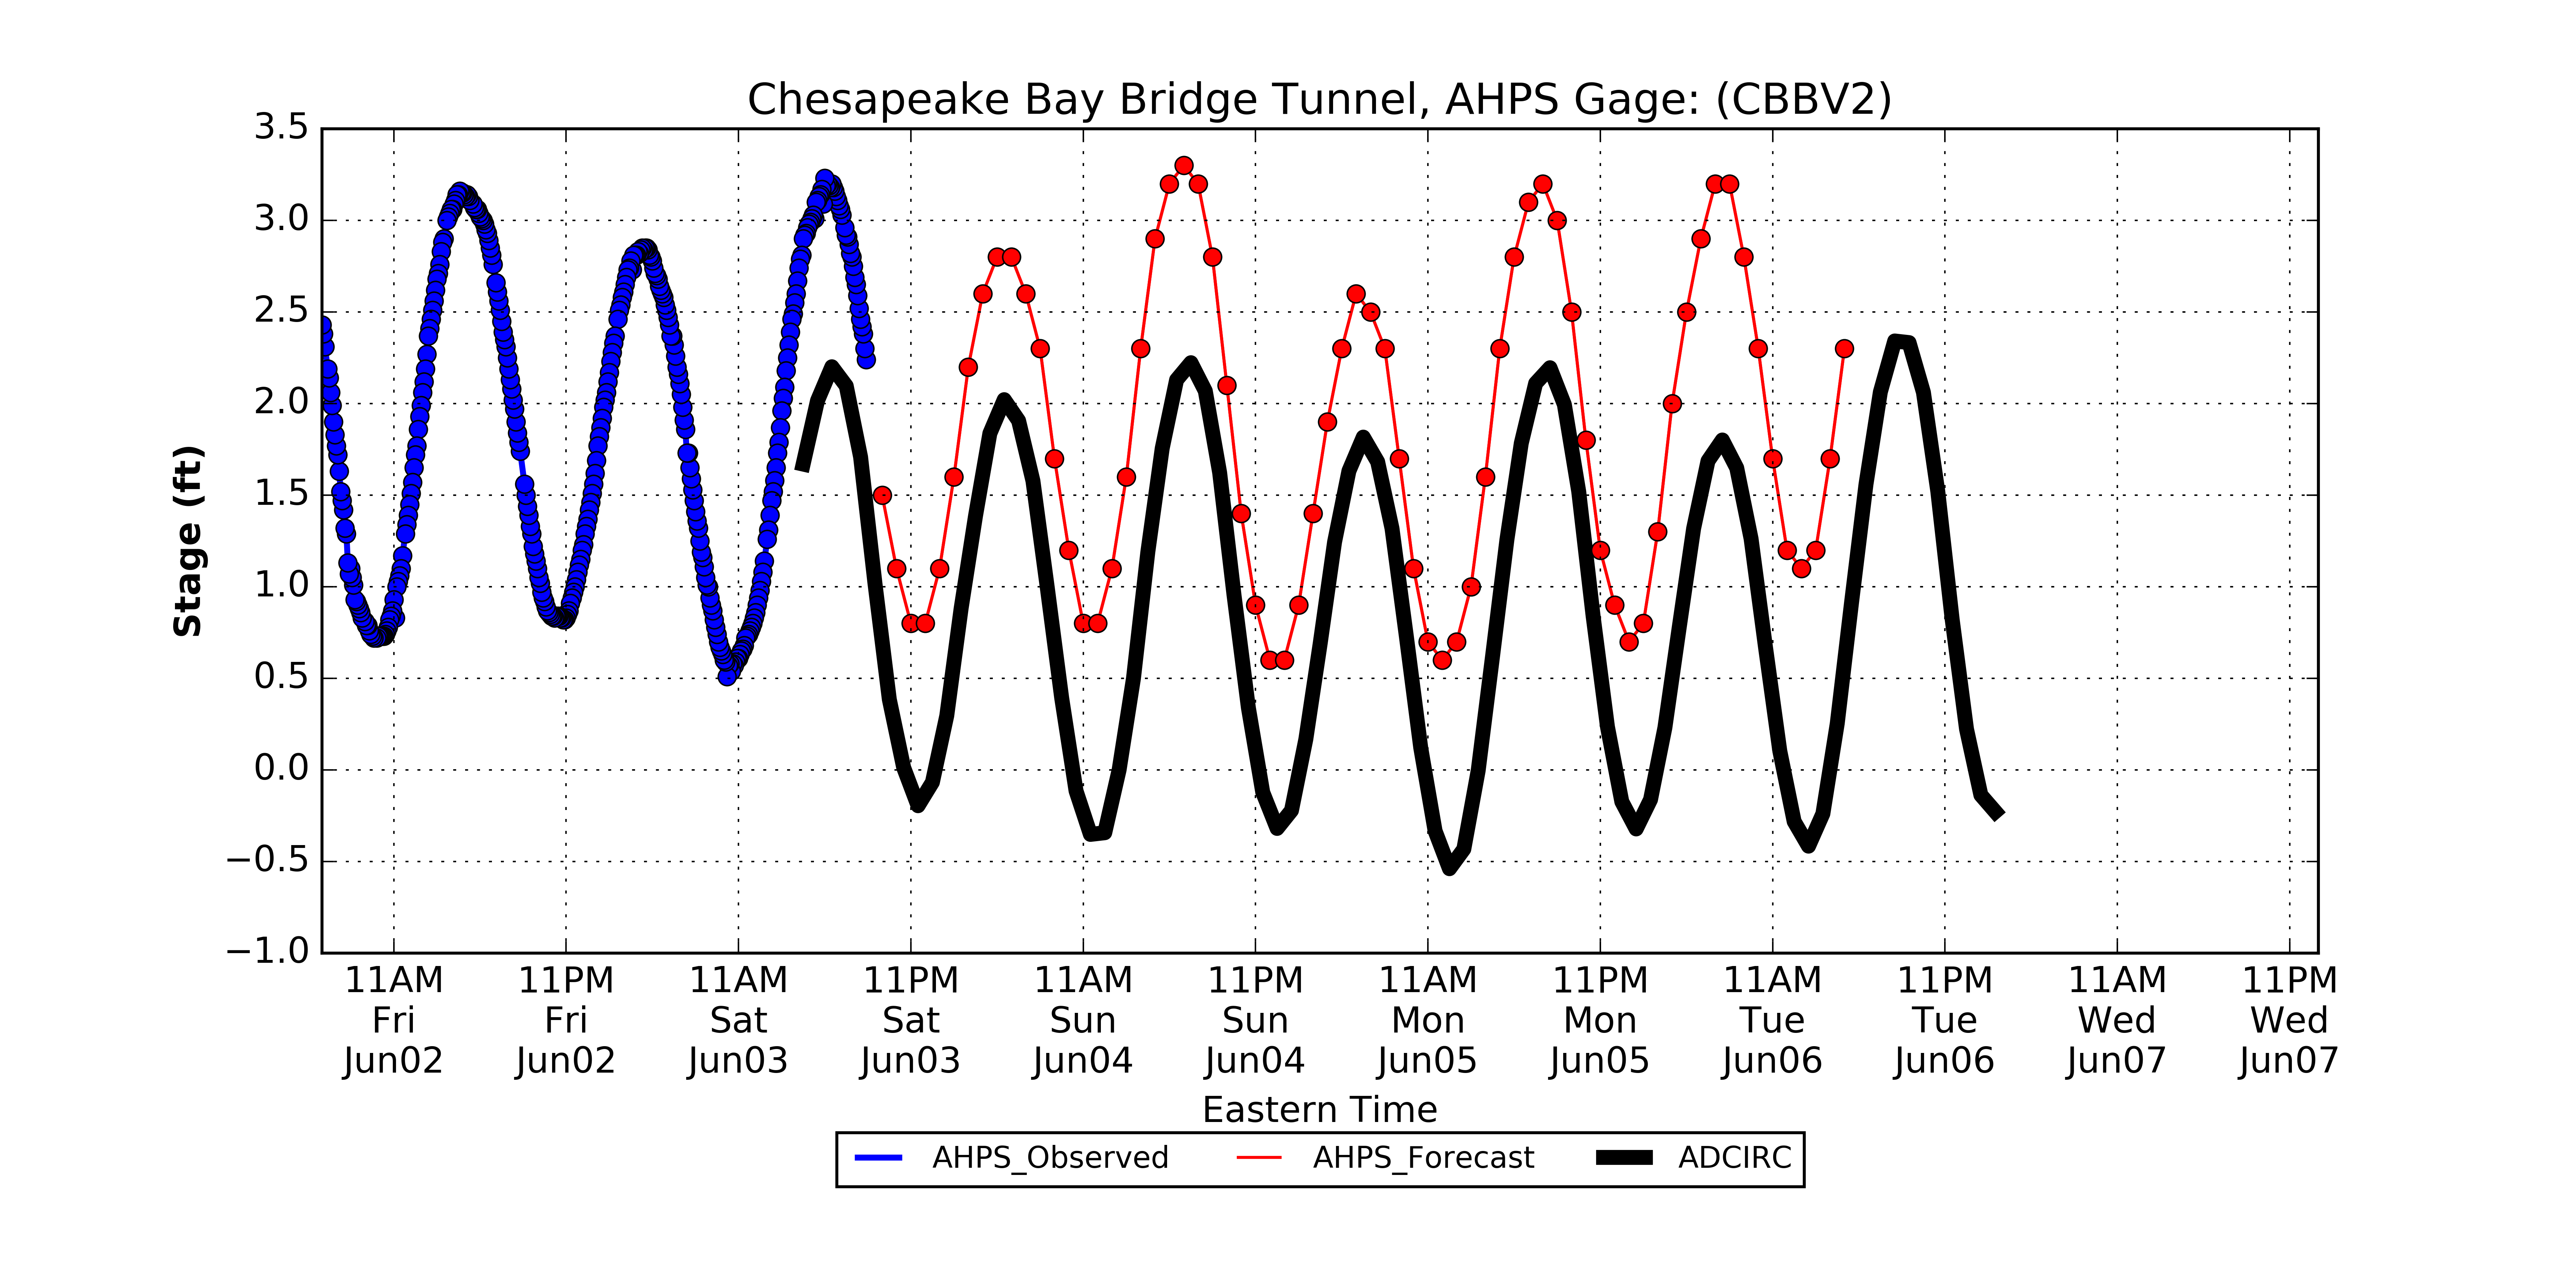 Chesapeake Bay Bridge Tunnel, AHPS Gage: (CBBV2)
3.5
3.0
2.5
2.0
1.5
1.0
0.5
0.0
−0.5
−1.0
Stage (ft)
11AM 11PM 11AM 11PM 11AM 11PM 11AM 11PM 11AM 11PM 11AM 11PM
Fri Fri Sat Sat Sun Sun Mon Mon Tue Tue Wed Wed
Jun02 Jun02 Jun03 Jun03 Jun04 Jun04 Jun05 Jun05 Jun06 Jun06 Jun07 Jun07
Eastern Time
AHPS_Observed AHPS_Forecast ADCIRC